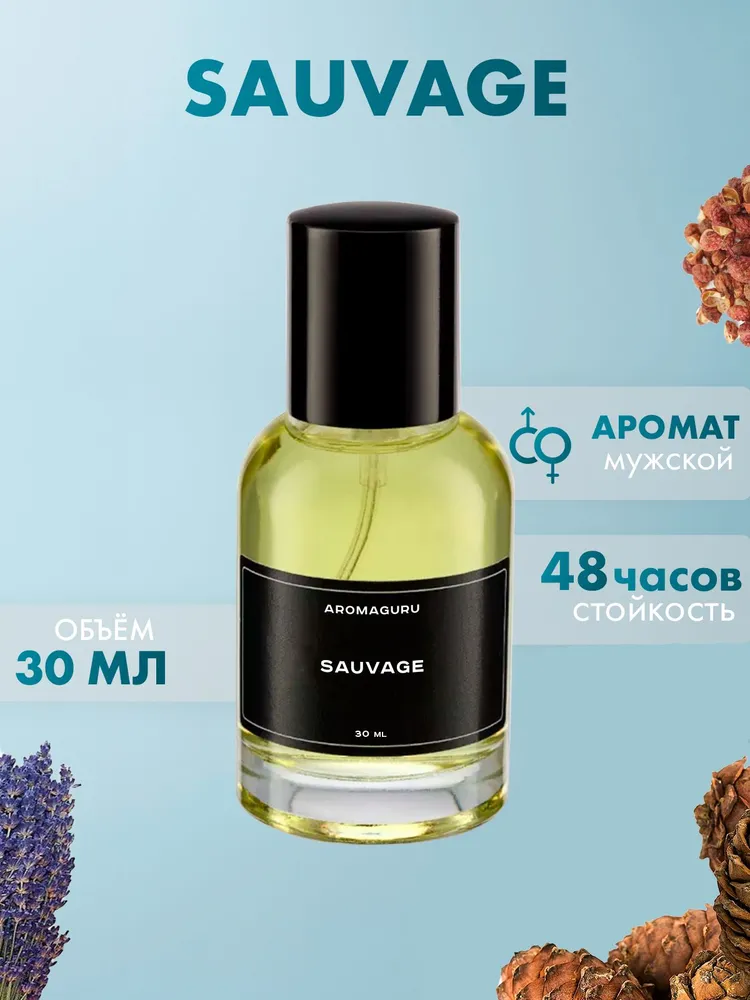 SAUVAGE
АРОМАТ
мужской
48 часов
СТОЙКОСТЬ
ОБЪЁМ
30 МЛ
AROMAGURU
SAUVAGE
30 ML